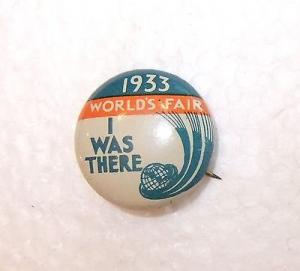 1933
WORLD'S FAIR
I
WAS
THERE